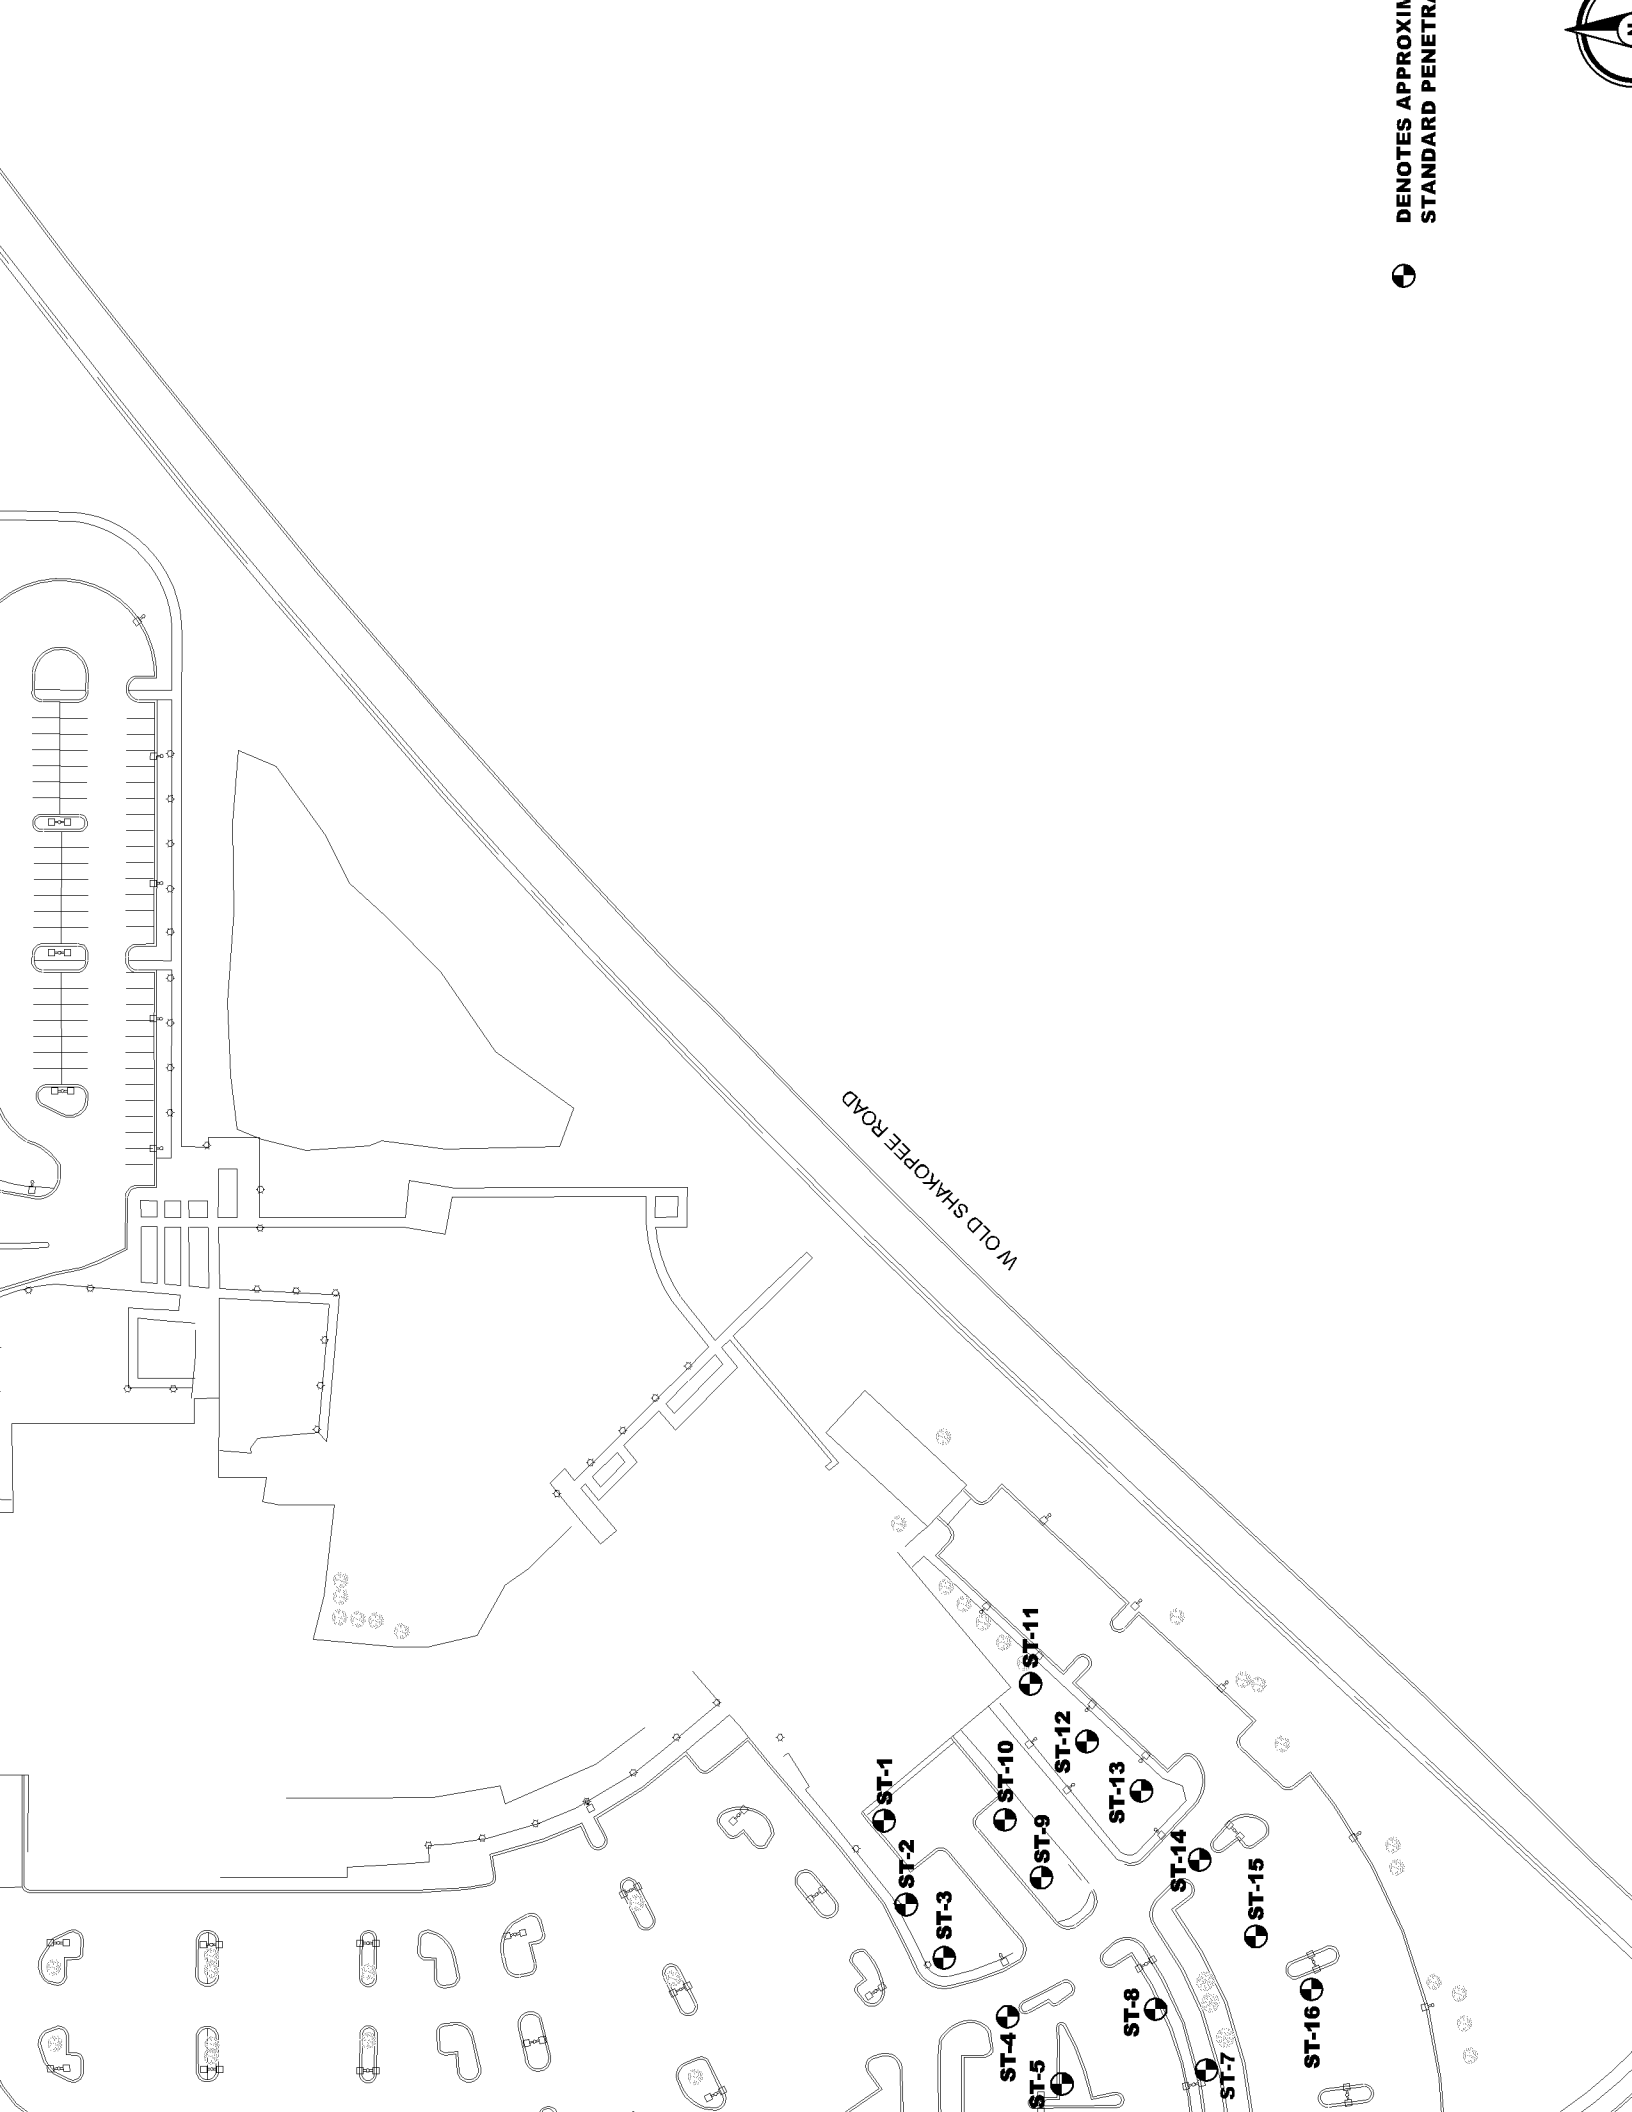 DENOTES APPROXIM
STANDARD PENETRA
N
W OLD SHAKOPEE ROAD
ST-11
ST-12
ST-10
ST-1
ST-13
ST-9
ST-2
ST-14
ST-15
ST-3
ST-8
ST-16
ST-4
ST-5
ST-7